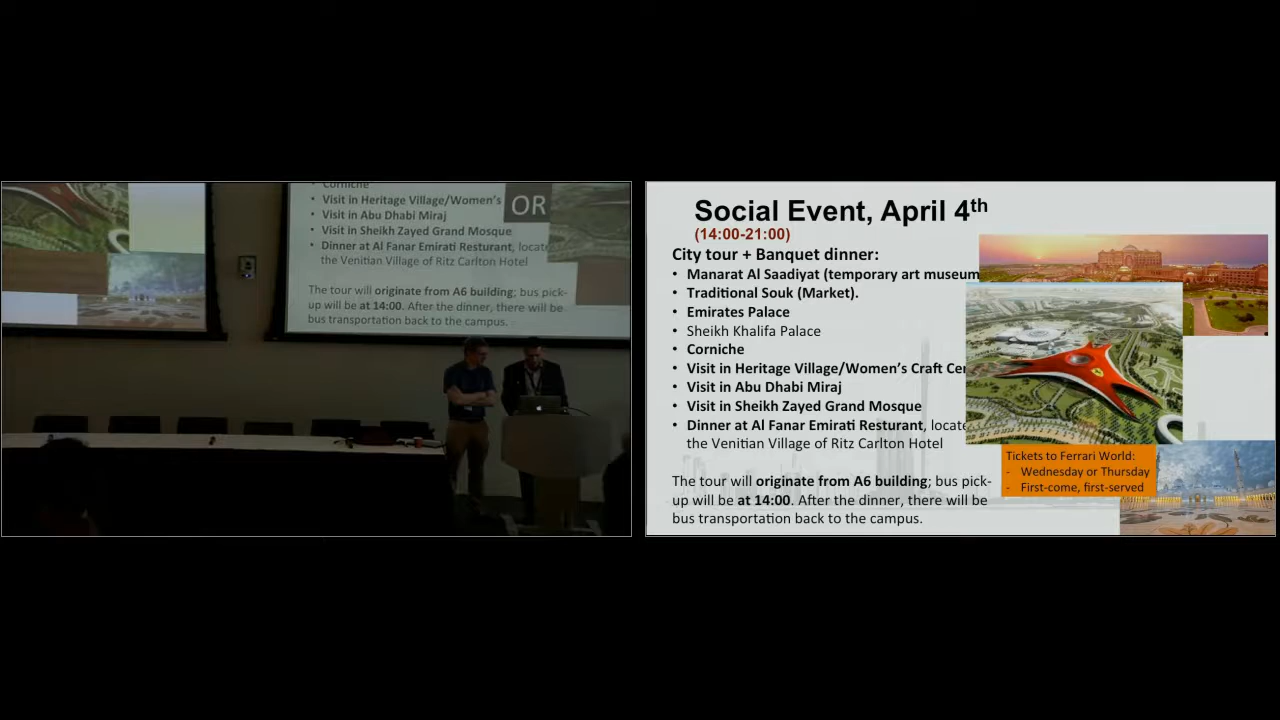 Corniche
Visit in Heritage Village/Women's
OR
Visit in Abu Dhabi Miraj
Visit in Sheikh Zayed Grand Mosque
Dinner at Al Fanar Emirati Resturant, locate
the Venitian Village of Ritz Carlton Hotel
The tour will originate from A6 building; bus pick-
up will be at 14:00. After the dinner, there will be
bus transportation back to the campus.
Social Event, April 4th
(14:00-21:00)
City tour + Banquet dinner:
• Manarat Al Saadiyat (temporary art museum
• Traditional Souk (Market).
• Emirates Palace
• Sheikh Khalifa Palace
• Corniche
• Visit in Heritage Village/Women's Craft Cer
• Visit in Abu Dhabi Miraj
• Visit in Sheikh Zayed Grand Mosque
• Dinner at Al Fanar Emirati Resturant, locate
the Venitian Village of Ritz Carlton Hotel
The tour will originate from A6 building; bus pick-
up will be at 14:00. After the dinner, there will be
bus transportation back to the campus.
Tickets to Ferrari World:
- Wednesday or Thursday
- First-come, first-served